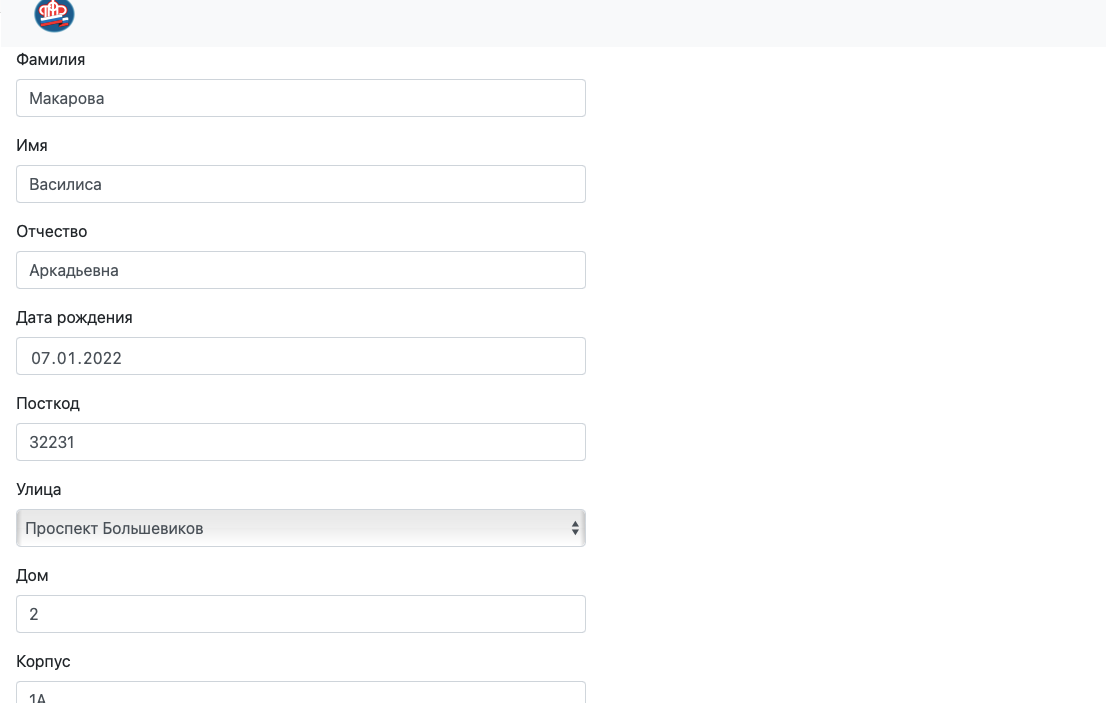 Фамилия
Макарова
Имя
Василиса
Отчество
Аркадьевна
Дата рождения
07.01.2022
Посткод
32231
Улица
Проспект Большевиков
Дом
2
Корпус
1А